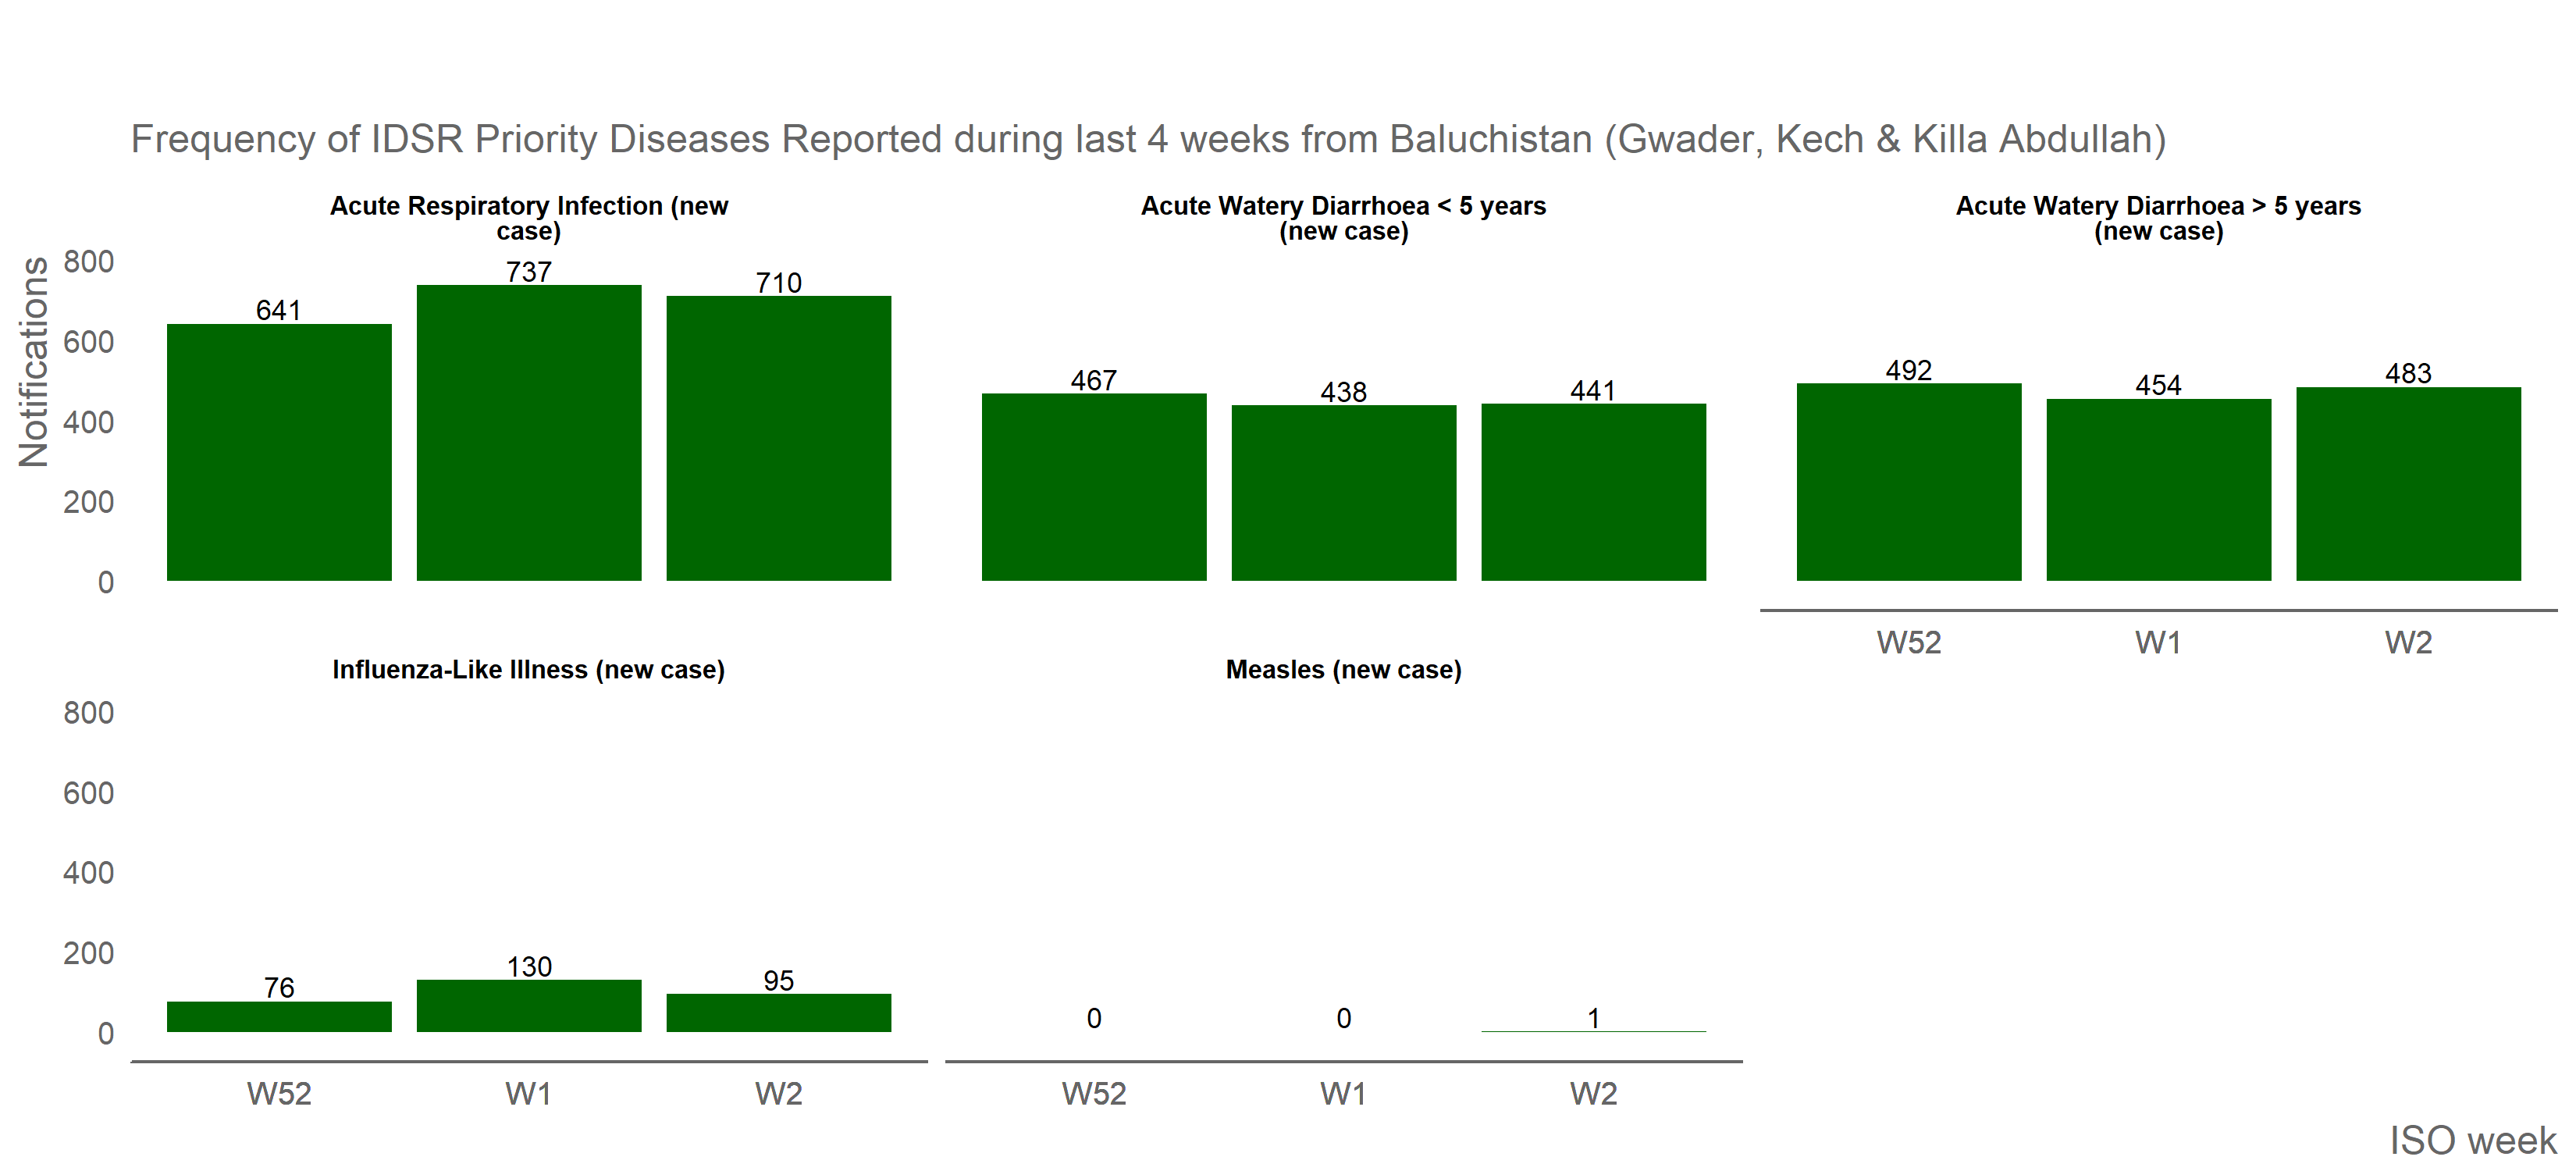 Frequency of IDSR Priority Diseases Reported during last 4 weeks from Baluchistan (Gwader, Kech & Killa Abdullah)
Notifications
Acute Respiratory Infection (new
case)
800
600
400
200
0
641
737
710
Acute Watery Diarrhoea < 5 years
(new case)
467
438
441
Acute Watery Diarrhoea > 5 years
(new case)
492
454
483
W52
W1
W2
Influenza-Like Illness (new case)
800
600
400
200
0
76
130
95
W52
W1
W2
Measles (new case)
0
0
1
W52
W1
W2
ISO week